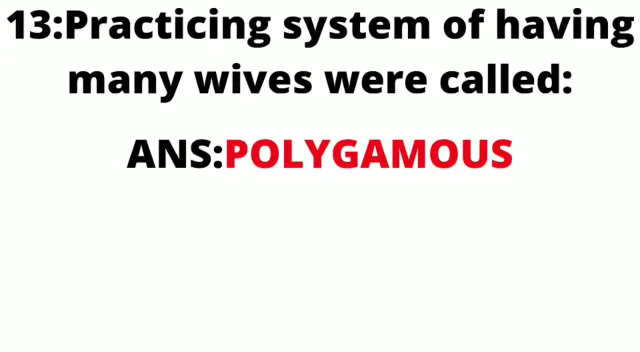 13:Practicing system of having
many wives were called:
ANS:POLYGAMOUS